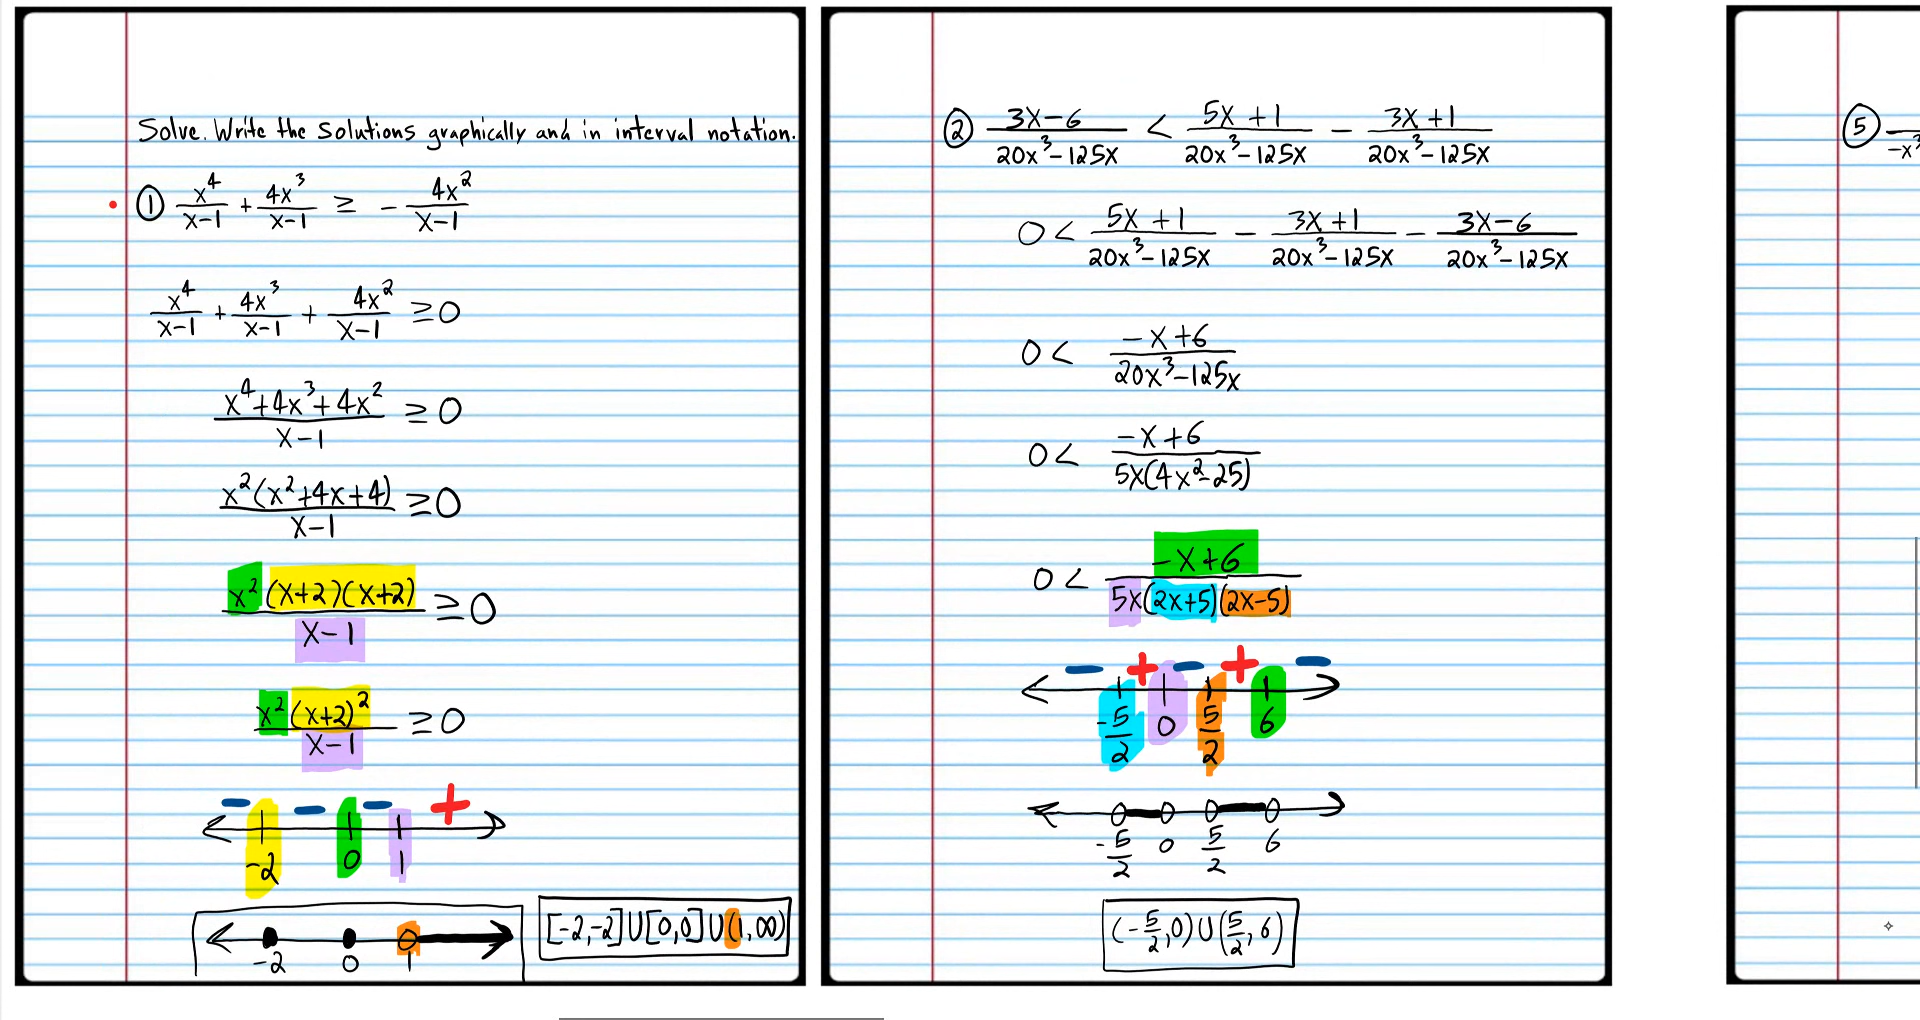 Solve. Write the solutions graphically and in interval notation.
① x⁴/(x-1) + 4x³/(x-1) ≥ - 4x²/(x-1)
x⁴/(x-1) + 4x³/(x-1) + 4x²/(x-1) ≥0
(x⁴+4x³+4x²)/(x-1) ≥0
x²(x²+4x+4)/(x-1) ≥0
x²(x+2)(x+2)/(x-1) ≥0
x²(x+2)²/(x-1) ≥0
- - - +
-2 0 1
-2 0 1
[-2,-2]∪[0,0]∪(1,∞)
② (3x-6)/(20x³-125x) < (5x+1)/(20x³-125x) - (3x+1)/(20x³-125x)
0 < (5x+1)/(20x³-125x) - (3x+1)/(20x³-125x) - (3x-6)/(20x³-125x)
0 < (-x+6)/(20x³-125x)
0 < (-x+6)/(5x(4x²-25))
0 < (-x+6)/(5x(2x+5)(2x-5))
- + - + -
-5/2 0 5/2 6
-5/2 0 5/2 6
(-5/2,0)∪(5/2,6)
⑤
-x³